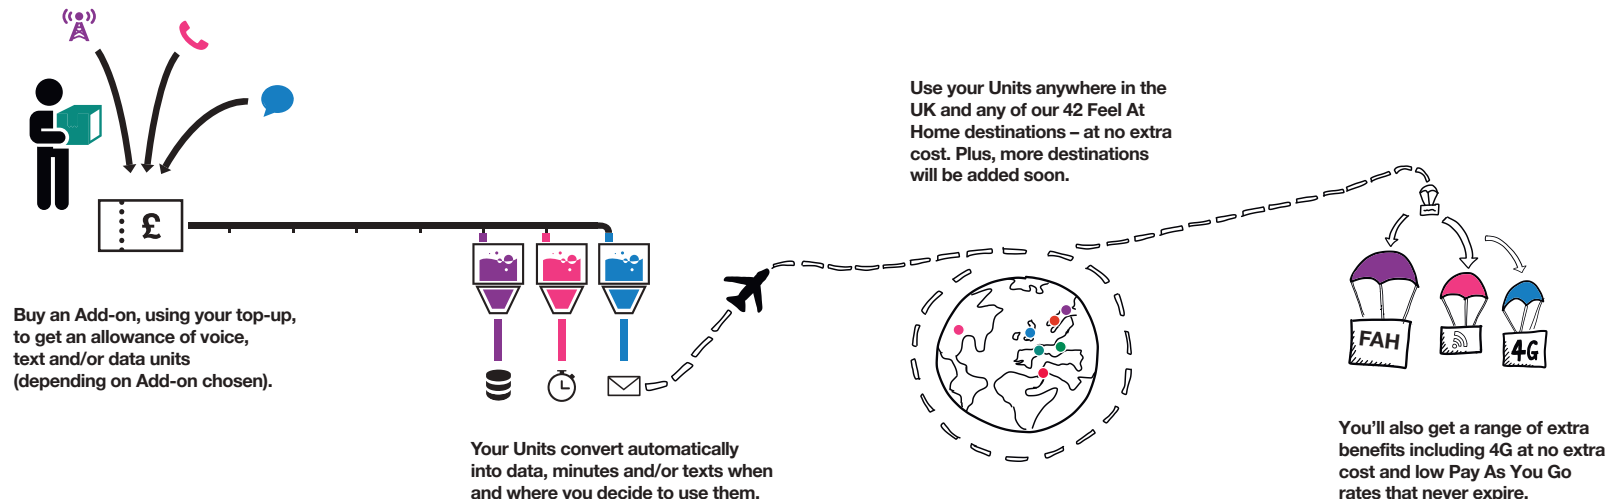 £
Buy an Add-on, using your top-up,
to get an allowance of voice,
text and/or data units
(depending on Add-on chosen).
Your Units convert automatically
into data, minutes and/or texts when
and where you decide to use them.
Use your Units anywhere in the
UK and any of our 42 Feel At
Home destinations – at no extra
cost. Plus, more destinations
will be added soon.
FAH
4G
You’ll also get a range of extra
benefits including 4G at no extra
cost and low Pay As You Go
rates that never expire.